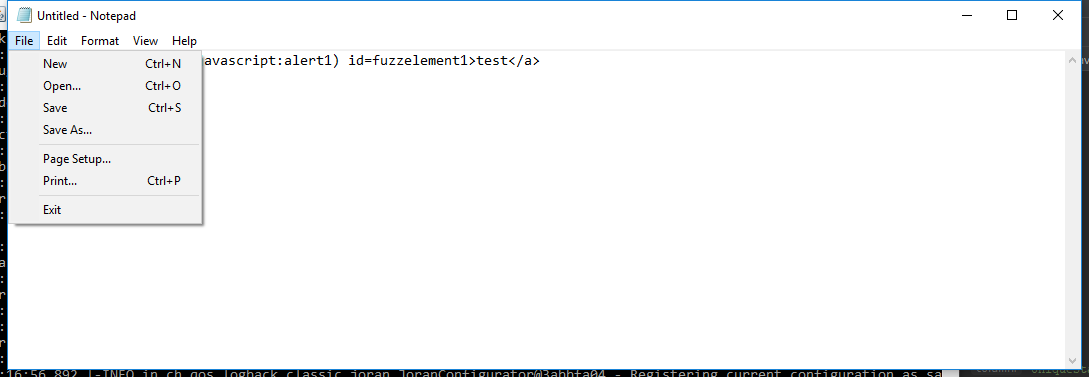 Untitled - Notepad
File Edit Format View Help
avascript:alert1) id=fuzzelement1>test</a>
New Ctrl+N
Open... Ctrl+O
Save Ctrl+S
Save As...
Page Setup...
Print... Ctrl+P
Exit
:16:56,892 |-INFO in ch.qos.logback.classic.joran.JoranConfigurator@3abbfa04 - Registering current configuration as sa